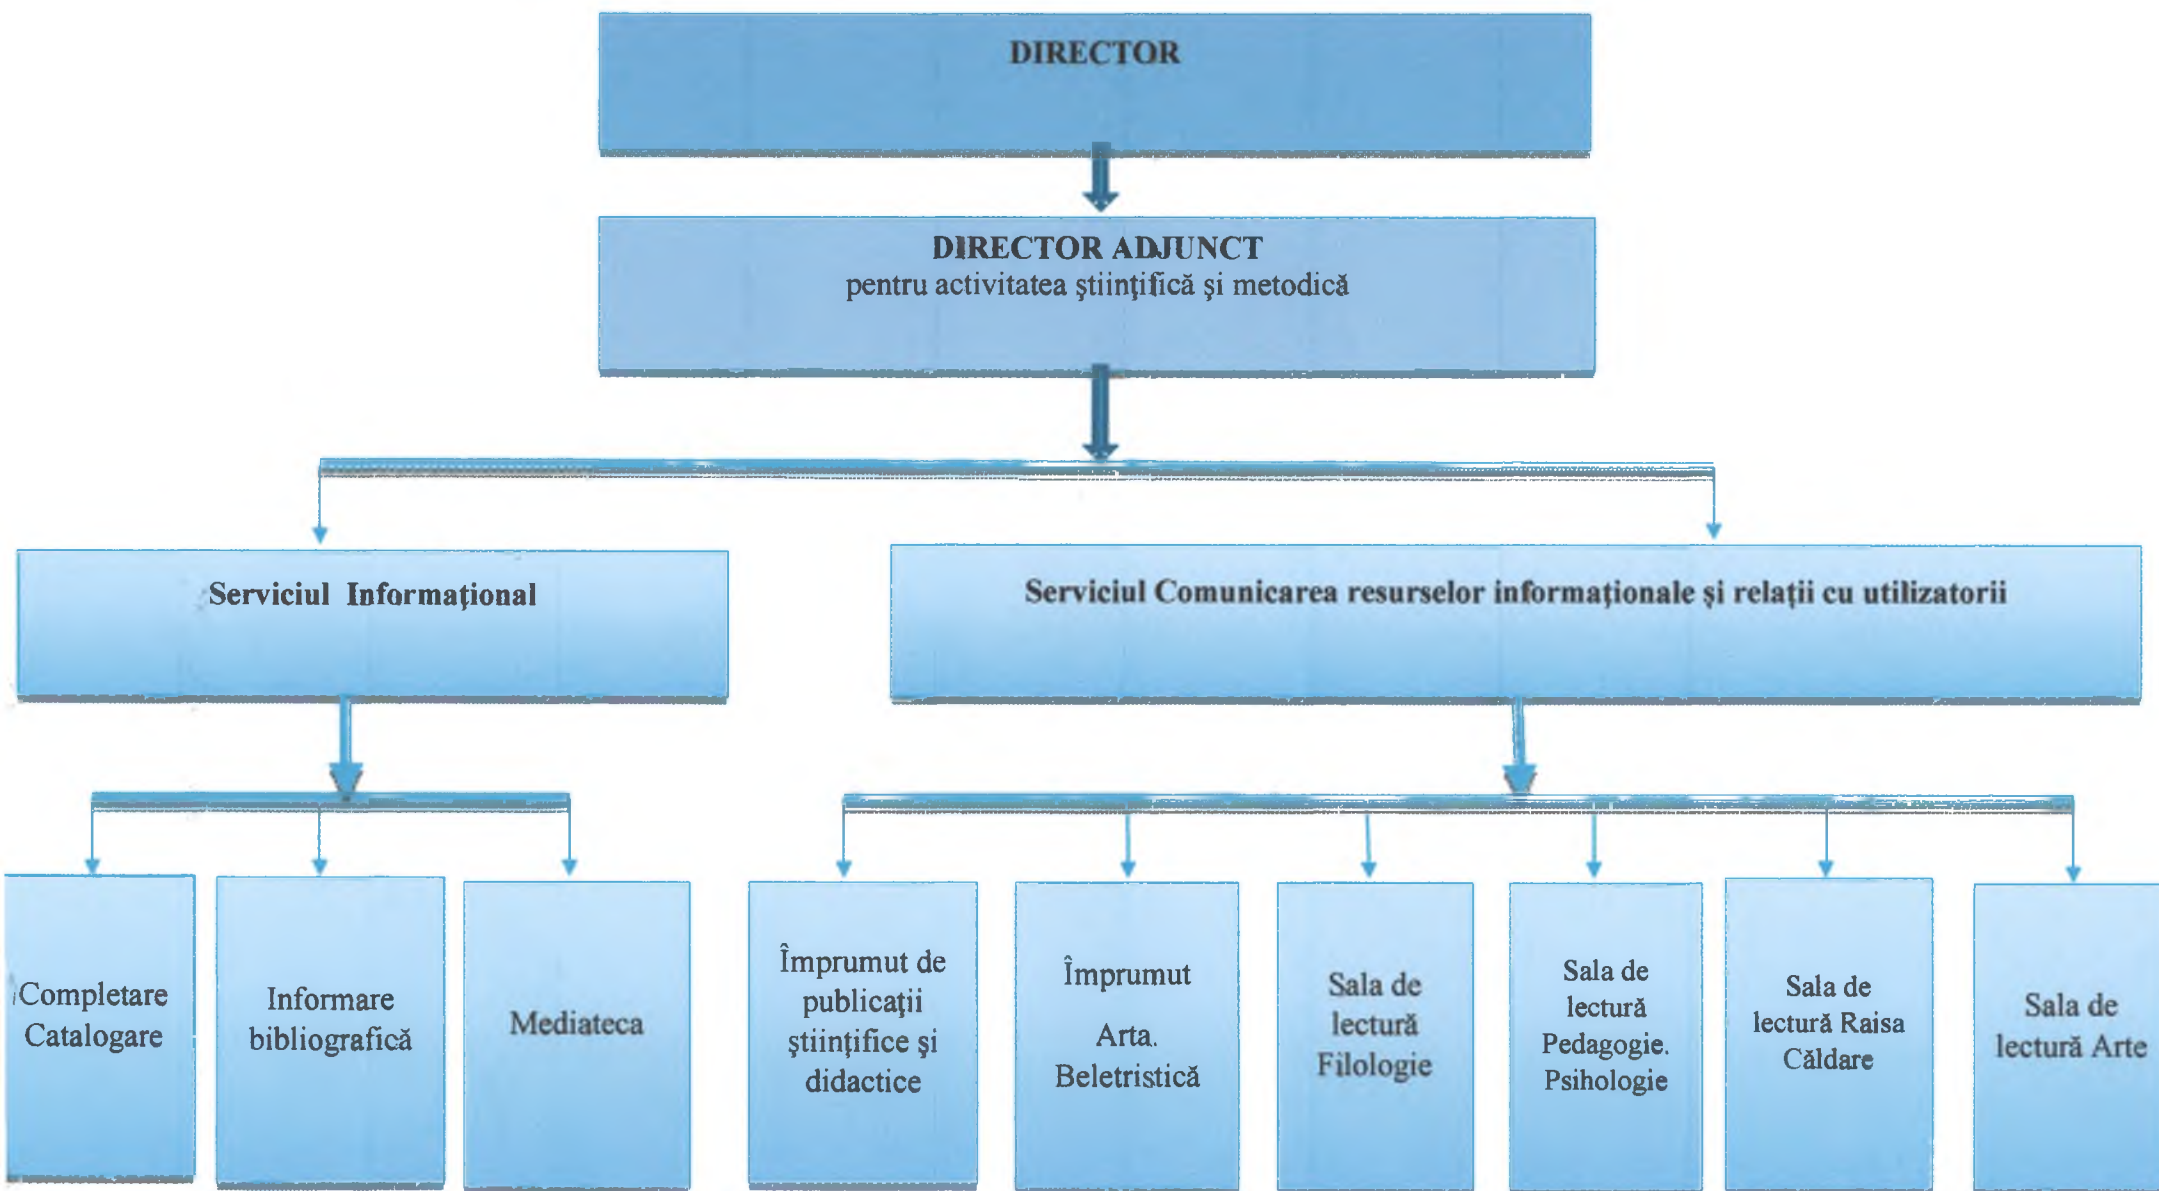 DIRECTOR
DIRECTOR ADJUNCT
pentru activitatea ştiinţifică şi metodică
Serviciul Informaţional
Serviciul Comunicarea resurselor informaţionale şi relaţii cu utilizatorii
Completare
Catalogare
Informare
bibliografică
Mediateca
Împrumut de
publicaţii
ştiinţifice şi
didactice
Împrumut
Arta.
Beletristică
Sala de
lectură
Filologie
Sala de
lectură
Pedagogie.
Psihologie
Sala de
lectură Raisa
Căldare
Sala de
lectură Arte